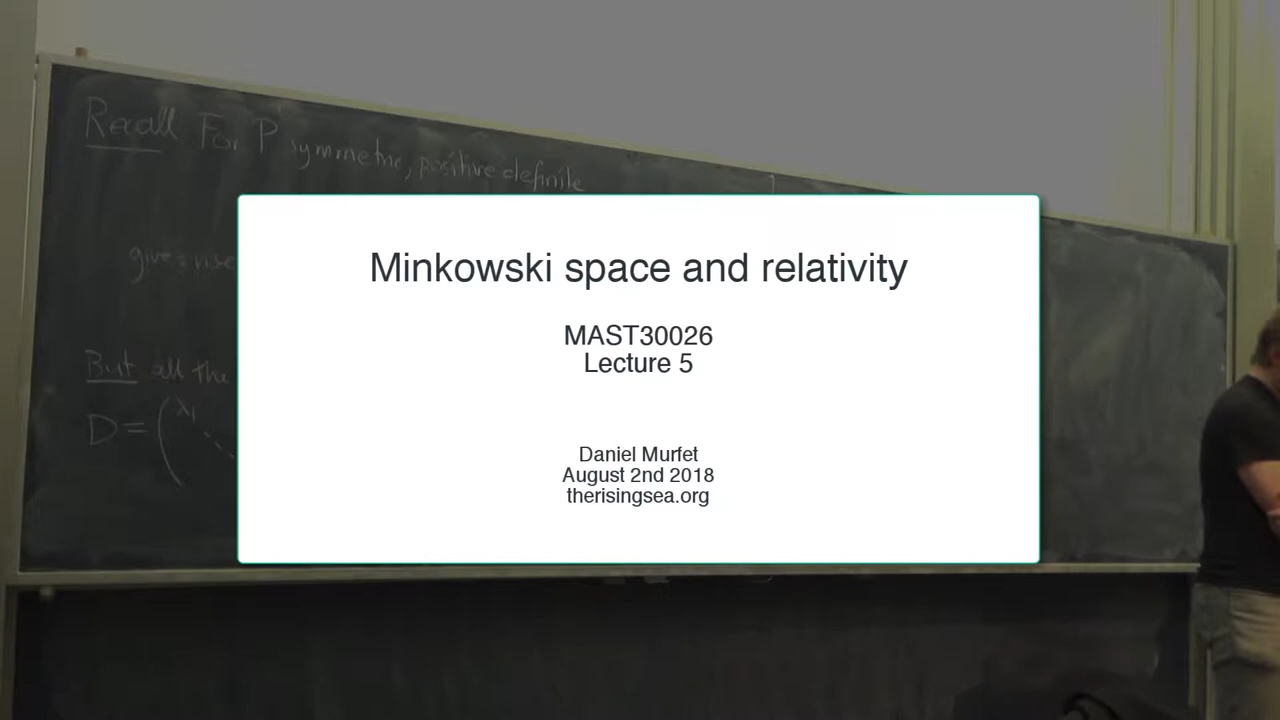 Recall For P symmetric, positive definite
gives rise
But all the
D = ( λ1
Minkowski space and relativity
MAST30026
Lecture 5
Daniel Murfet
August 2nd 2018
therisingsea.org